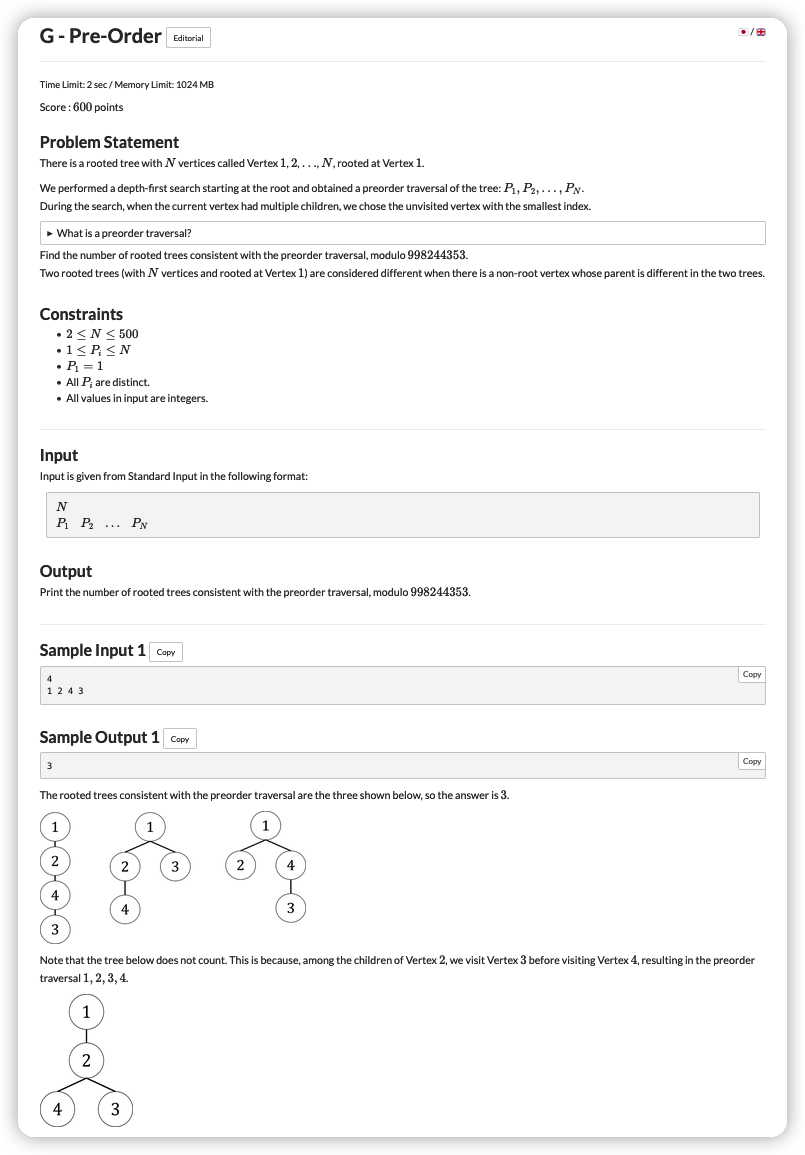 G - Pre-Order Editorial
/
Time Limit: 2 sec / Memory Limit: 1024 MB
Score : 600 points
Problem Statement
There is a rooted tree with N vertices called Vertex 1, 2, . . ., N, rooted at Vertex 1.
We performed a depth-first search starting at the root and obtained a preorder traversal of the tree: P₁, P₂, . . . , P_N.
During the search, when the current vertex had multiple children, we chose the unvisited vertex with the smallest index.
► What is a preorder traversal?
Find the number of rooted trees consistent with the preorder traversal, modulo 998244353.
Two rooted trees (with N vertices and rooted at Vertex 1) are considered different when there is a non-root vertex whose parent is different in the two trees.
Constraints
• 2 ≤ N ≤ 500
• 1 ≤ P_i ≤ N
• P₁ = 1
• All P_i are distinct.
• All values in input are integers.
Input
Input is given from Standard Input in the following format:
N
P₁ P₂ . . . P_N
Output
Print the number of rooted trees consistent with the preorder traversal, modulo 998244353.
Sample Input 1 Copy
Copy
4
1 2 4 3
Sample Output 1 Copy
Copy
3
The rooted trees consistent with the preorder traversal are the three shown below, so the answer is 3.
1 1 1
2 2 3 2 4
4 4 3
3
Note that the tree below does not count. This is because, among the children of Vertex 2, we visit Vertex 3 before visiting Vertex 4, resulting in the preorder
traversal 1, 2, 3, 4.
1
2
4 3